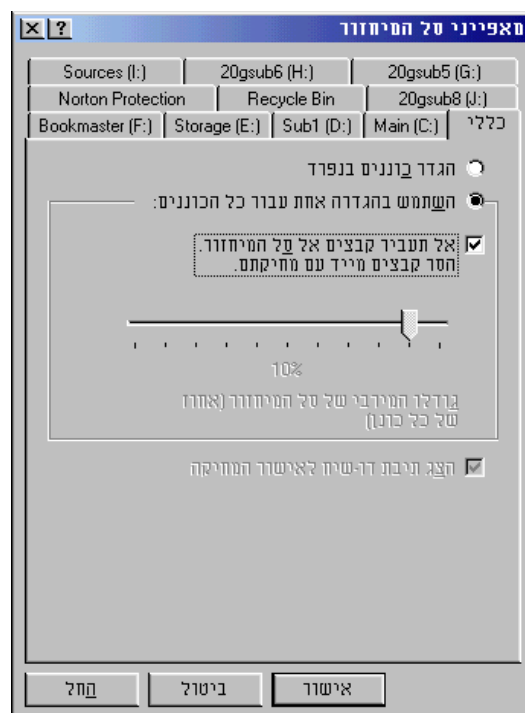 מאפייני סל המיחזור
Sources (I:)
20gsub6 (H:)
20gsub5 (G:)
Norton Protection
Recycle Bin
20gsub8 (J:)
Bookmaster (F:)
Storage (E:)
Sub1 (D:)
Main (C:)
כללי
הגדר כוננים בנפרד
השתמש בהגדרה אחת עבור כל הכוננים:
אל תעביר קבצים אל סל המיחזור.
הסר קבצים מייד עם מחיקתם.
10%
גודלו המירבי של סל המיחזור (אחוז
של כל כונן)
הצג תיבת דו-שיח לאישור המחיקה
אישור
ביטול
החל